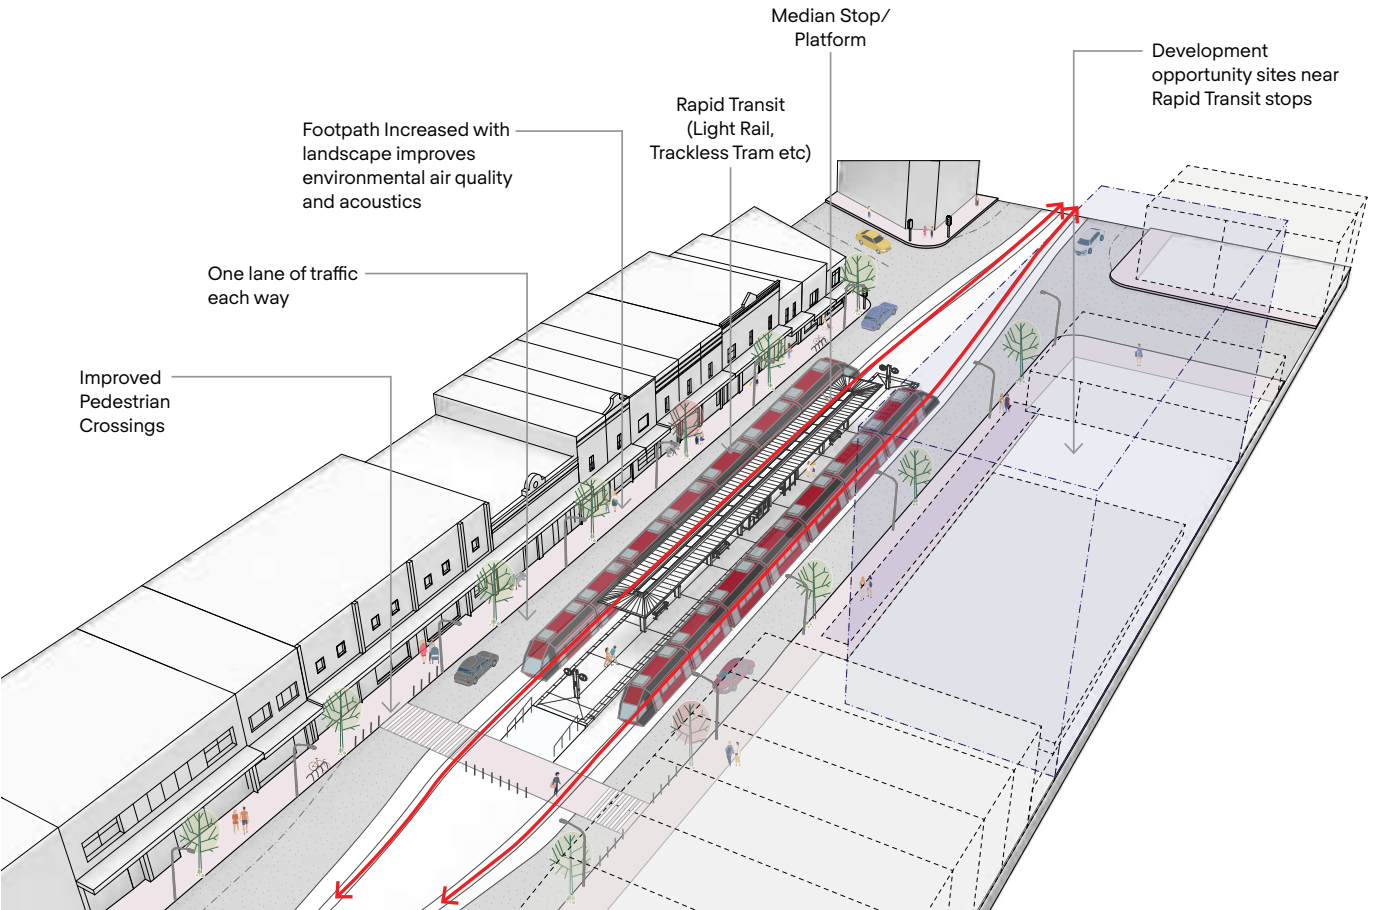 Median Stop/
Platform
Development
opportunity sites near
Rapid Transit stops
Rapid Transit
(Light Rail,
Trackless Tram etc)
Footpath Increased with
landscape improves
environmental air quality
and acoustics
One lane of traffic
each way
Improved
Pedestrian
Crossings